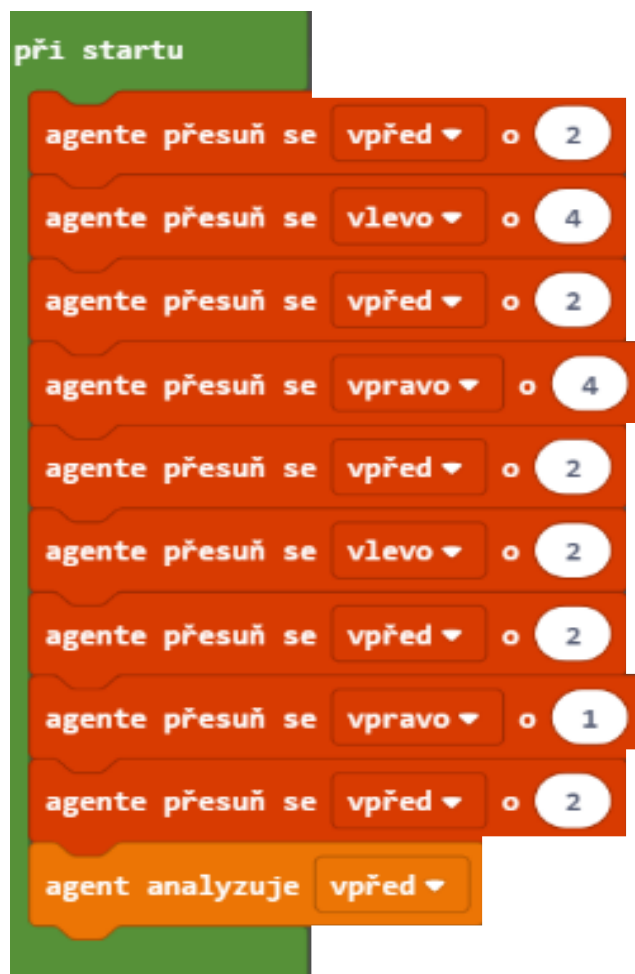 při startu
agente přesuň se vpřed o 2
agente přesuň se vlevo o 4
agente přesuň se vpřed o 2
agente přesuň se vpravo o 4
agente přesuň se vpřed o 2
agente přesuň se vlevo o 2
agente přesuň se vpřed o 2
agente přesuň se vpravo o 1
agente přesuň se vpřed o 2
agent analyzuje vpřed